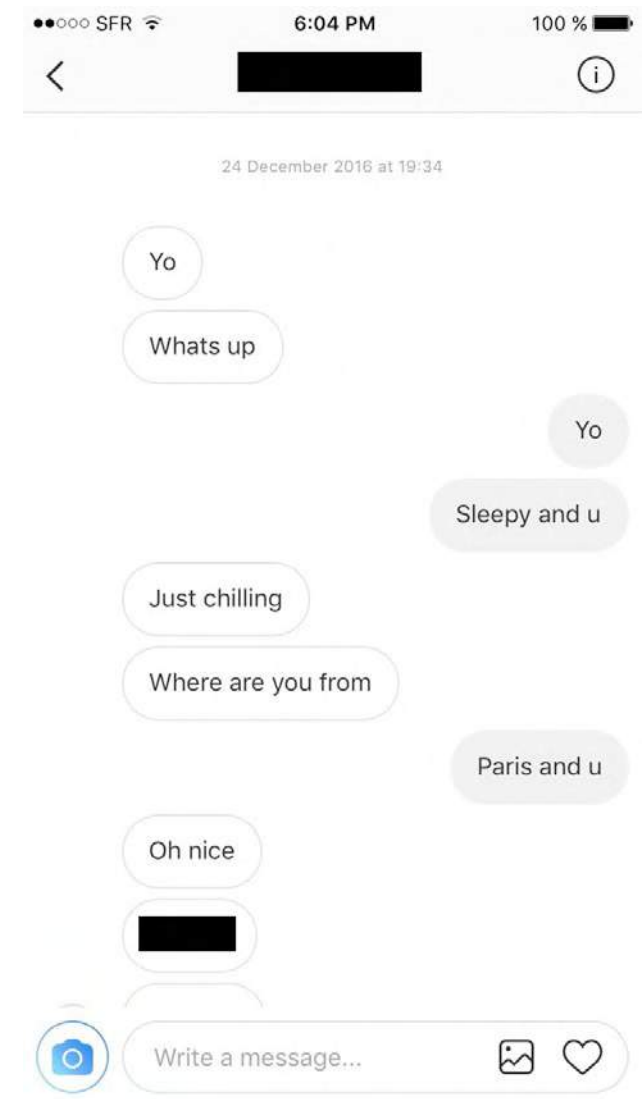 SFR
6:04 PM
100 %
24 December 2016 at 19:34
Yo
Whats up
Yo
Sleepy and u
Just chilling
Where are you from
Paris and u
Oh nice
Write a message...